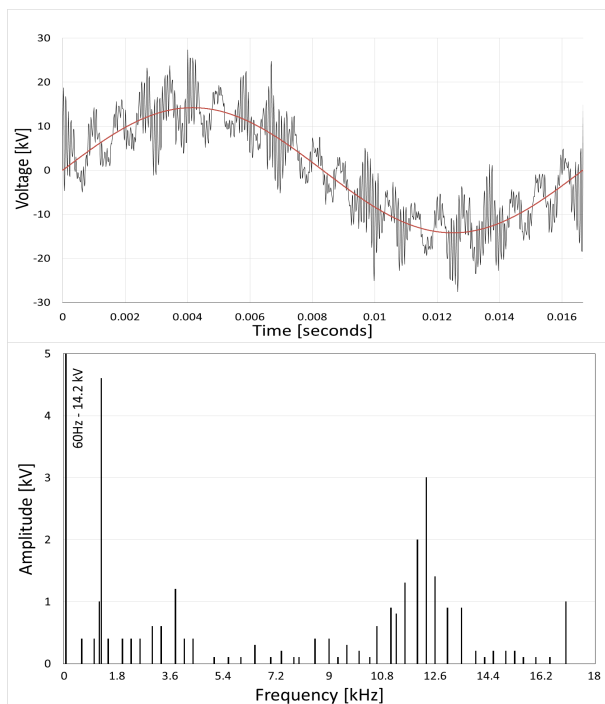 30
20
10
0
-10
-20
-30
Voltage [kV]
0 0.002 0.004 0.006 0.008 0.01 0.012 0.014 0.016
Time [seconds]
5
4
3
2
1
0
Amplitude [kV]
60Hz - 14.2 kV
0 1.8 3.6 5.4 7.2 9 10.8 12.6 14.4 16.2 18
Frequency [kHz]